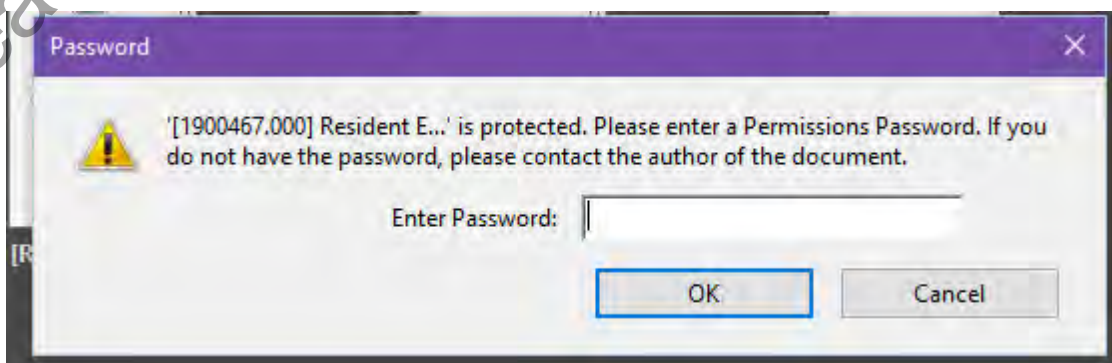 Password
'[1900467.000] Resident E...' is protected. Please enter a Permissions Password. If you
do not have the password, please contact the author of the document.
Enter Password:
OK
Cancel
[R